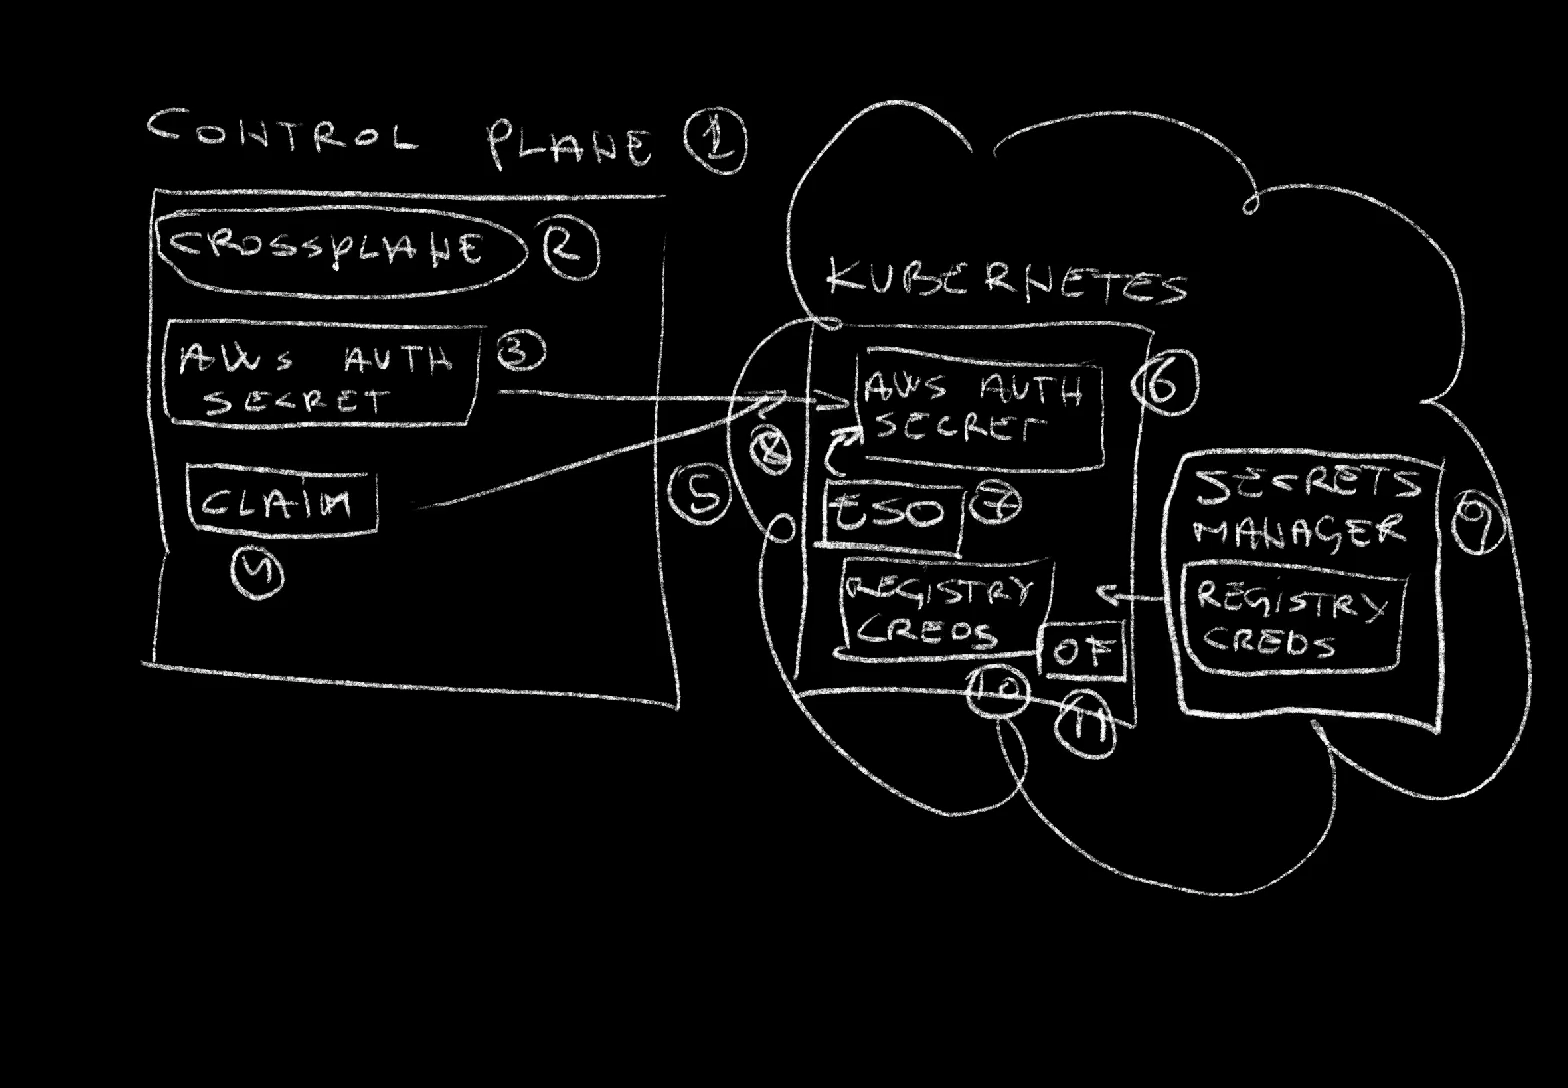 CONTROL PLANE 1
CROSSPLANE 2
AWS AUTH 3
SECRET
CLAIM
4
5
KUBERNETES
AWS AUTH 6
SECRET
8
ESO 7
REGISTRY
CREDS
OF
10
11
SECRETS
MANAGER 9
REGISTRY
CREDS